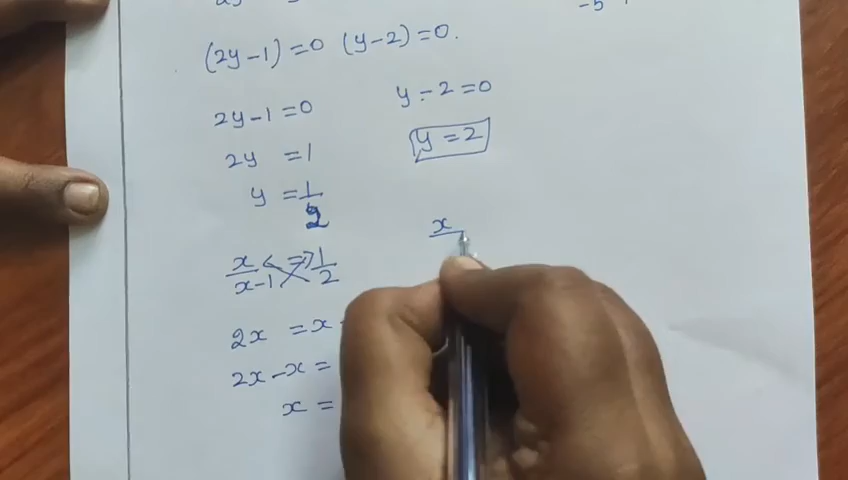 (2y-1)=0 (y-2)=0.
2y-1=0
2y =1
y =1/2
x/x-1 = 1/2
2x =x
2x-x=
x =
y-2=0
y=2
x
-5